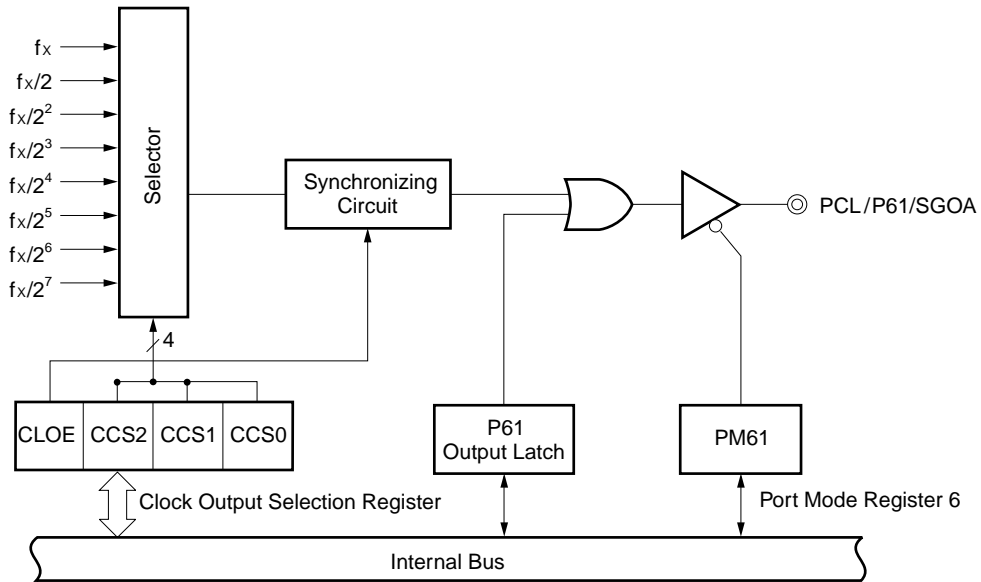 fX
fX/2
fX/2²
fX/2³
fX/2⁴
fX/2⁵
fX/2⁶
fX/2⁷
Selector
Synchronizing
Circuit
PCL/P61/SGOA
4
CLOE
CCS2
CCS1
CCS0
P61
Output Latch
PM61
Clock Output Selection Register
Port Mode Register 6
Internal Bus